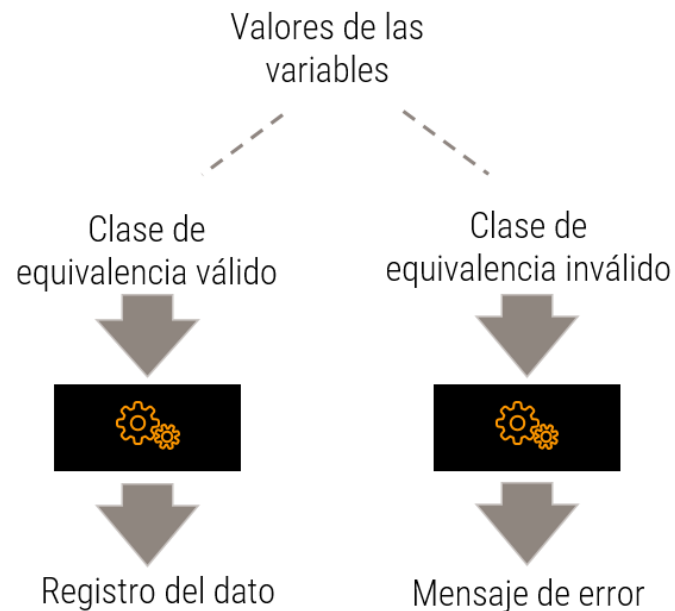 Valores de las
variables
Clase de
equivalencia válido
Clase de
equivalencia inválido
Registro del dato
Mensaje de error